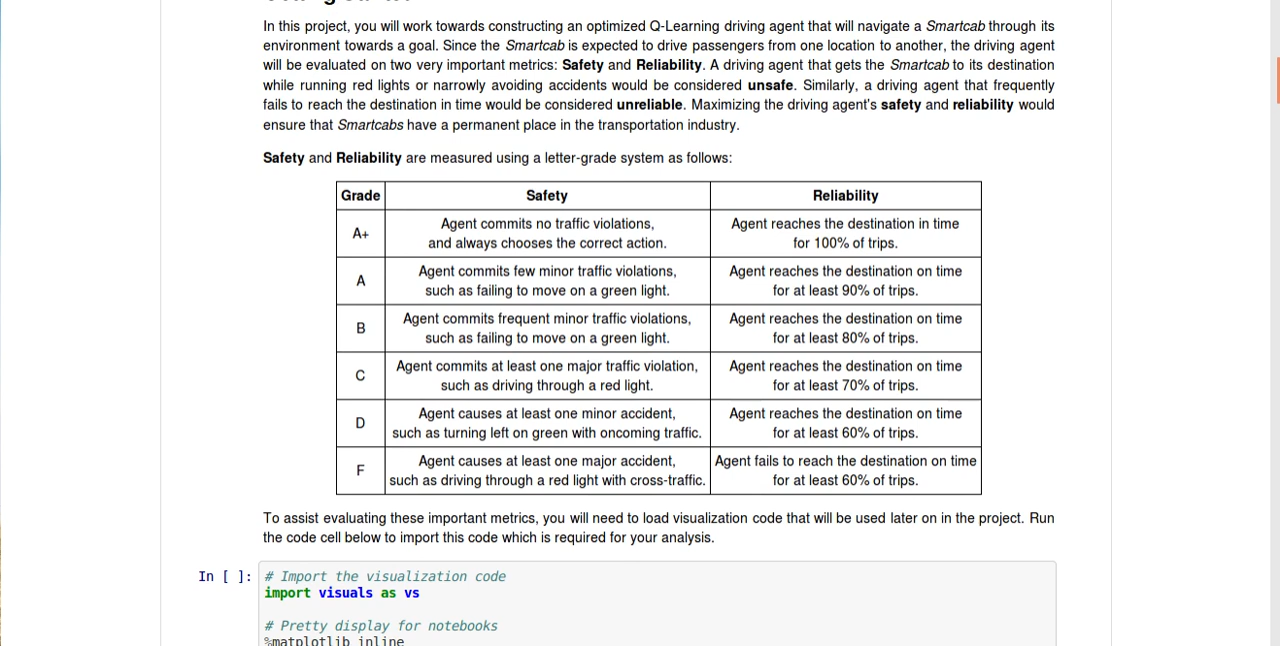 In this project, you will work towards constructing an optimized Q-Learning driving agent that will navigate a Smartcab through its
environment towards a goal. Since the Smartcab is expected to drive passengers from one location to another, the driving agent
will be evaluated on two very important metrics: Safety and Reliability. A driving agent that gets the Smartcab to its destination
while running red lights or narrowly avoiding accidents would be considered unsafe. Similarly, a driving agent that frequently
fails to reach the destination in time would be considered unreliable. Maximizing the driving agent's safety and reliability would
ensure that Smartcabs have a permanent place in the transportation industry.
Safety and Reliability are measured using a letter-grade system as follows:
Grade Safety Reliability
A+ Agent commits no traffic violations, Agent reaches the destination in time
and always chooses the correct action. for 100% of trips.
A Agent commits few minor traffic violations, Agent reaches the destination on time
such as failing to move on a green light. for at least 90% of trips.
B Agent commits frequent minor traffic violations, Agent reaches the destination on time
such as failing to move on a green light. for at least 80% of trips.
C Agent commits at least one major traffic violation, Agent reaches the destination on time
such as driving through a red light. for at least 70% of trips.
D Agent causes at least one minor accident, Agent reaches the destination on time
such as turning left on green with oncoming traffic. for at least 60% of trips.
F Agent causes at least one major accident, Agent fails to reach the destination on time
such as driving through a red light with cross-traffic. for at least 60% of trips.
To assist evaluating these important metrics, you will need to load visualization code that will be used later on in the project. Run
the code cell below to import this code which is required for your analysis.
In [ ]: # Import the visualization code
import visuals as vs
# Pretty display for notebooks
%matplotlib inline